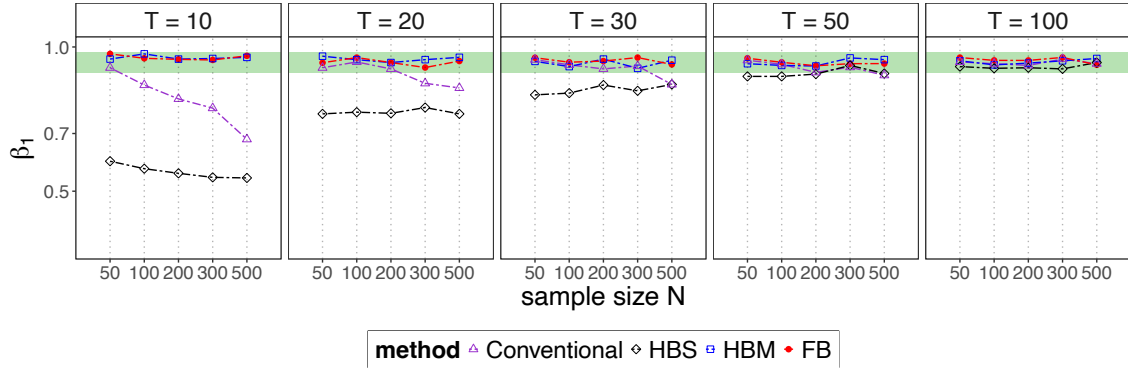 T = 10 T = 20 T = 30 T = 50 T = 100
1.0
0.7
0.5
β1
50 100 200 300 500 50 100 200 300 500 50 100 200 300 500 50 100 200 300 500 50 100 200 300 500
sample size N
method Conventional HBS HBM FB